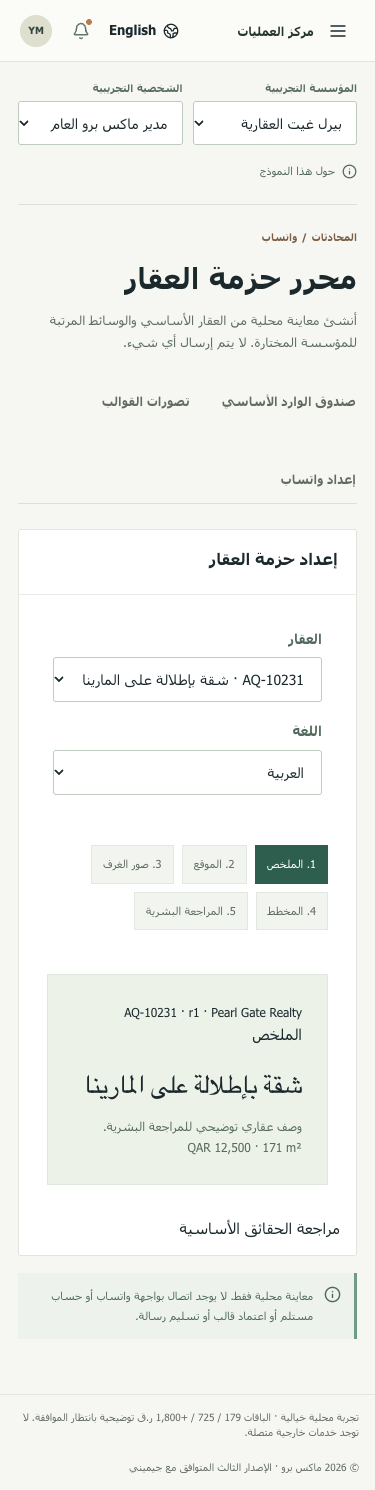 مركز العمليات
English
YM
المؤسسة التجريبية
الشخصية التجريبية
بيرل غيت العقارية
مدير ماكس برو العام
حول هذا النموذج
المحادثات / واتساب
محرر حزمة العقار
أنشئ معاينة محلية من العقار الأساسي والوسائط المرتبة
للمؤسسة المختارة. لا يتم إرسال أي شيء.
صندوق الوارد الأساسي
تصورات القوالب
إعداد واتساب
إعداد حزمة العقار
العقار
AQ-10231 · شقة بإطلالة على المارينا
اللغة
العربية
1. الملخص
2. الموقع
3. صور الغرف
4. المخطط
5. المراجعة البشرية
AQ-10231 · r1 · Pearl Gate Realty
الملخص
شقة بإطلالة على المارينا
وصف عقاري توضيحي للمراجعة البشرية.
QAR 12,500 · 171 m²
مراجعة الحقائق الأساسية
معاينة محلية فقط. لا يوجد اتصال بواجهة واتساب أو حساب
مستلم أو اعتماد قالب أو تسليم رسالة.
تجربة محلية خيالية · الباقات 179 / 725 / +1,800 ر.ق توضيحية بانتظار الموافقة. لا
توجد خدمات خارجية متصلة.
© 2026 ماكس برو · الإصدار الثالث المتوافق مع جيميني